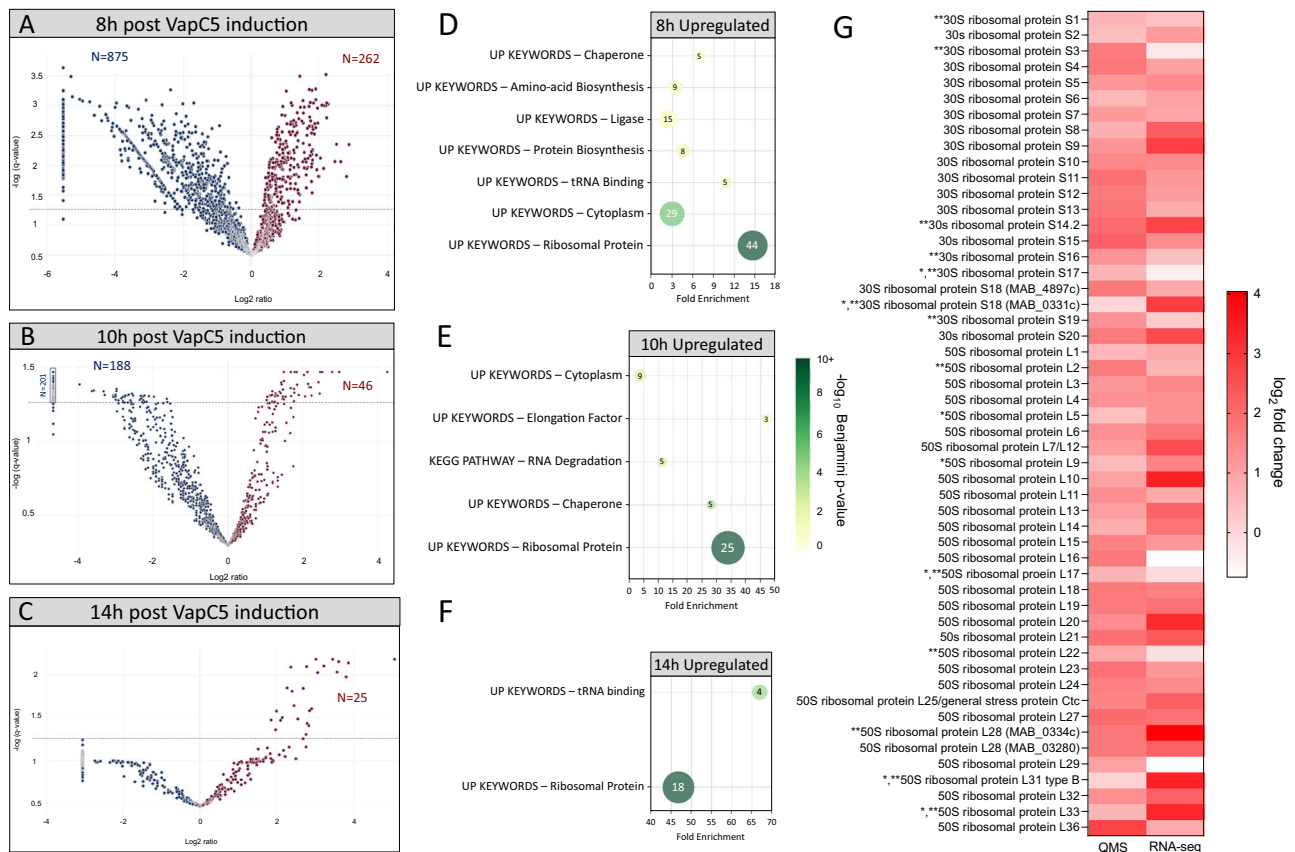 A
8h post VapC5 induction
N=875
N=262
3.5
3
2.5
2
1.5
1
0.5
-log (q-value)
-6 -4 -2 0 2 4
Log2 ratio
B
10h post VapC5 induction
N=201
N=188
N=46
1.5
1
0.5
-log (q-value)
-4 -2 0 2 4
Log2 ratio
C
14h post VapC5 induction
N=25
2
1.5
1
0.5
-log (q-value)
-4 -2 0 2 4
Log2 ratio
D
8h Upregulated
UP KEYWORDS – Chaperone 5
UP KEYWORDS – Amino-acid Biosynthesis 9
UP KEYWORDS – Ligase 15
UP KEYWORDS – Protein Biosynthesis 8
UP KEYWORDS – tRNA Binding 5
UP KEYWORDS – Cytoplasm 29
UP KEYWORDS – Ribosomal Protein 44
0 3 6 9 12 15 18
Fold Enrichment
E
10h Upregulated
UP KEYWORDS – Cytoplasm 9
UP KEYWORDS – Elongation Factor 3
KEGG PATHWAY – RNA Degradation 5
UP KEYWORDS – Chaperone 5
UP KEYWORDS – Ribosomal Protein 25
0 5 10 15 20 25 30 35 40 45 50
Fold Enrichment
10+
8
6
4
2
0
-log10 Benjamini p-value
F
14h Upregulated
UP KEYWORDS – tRNA binding 4
UP KEYWORDS – Ribosomal Protein 18
40 45 50 55 60 65 70
Fold Enrichment
G
**30S ribosomal protein S1
30s ribosomal protein S2
**30S ribosomal protein S3
30S ribosomal protein S4
30S ribosomal protein S5
30S ribosomal protein S6
30S ribosomal protein S7
30S ribosomal protein S8
30S ribosomal protein S9
30S ribosomal protein S10
30S ribosomal protein S11
30S ribosomal protein S12
30S ribosomal protein S13
**30s ribosomal protein S14.2
30s ribosomal protein S15
**30s ribosomal protein S16
*,**30S ribosomal protein S17
30S ribosomal protein S18 (MAB_4897c)
*,**30S ribosomal protein S18 (MAB_0331c)
**30S ribosomal protein S19
30s ribosomal protein S20
50S ribosomal protein L1
**50S ribosomal protein L2
50S ribosomal protein L3
50S ribosomal protein L4
*50S ribosomal protein L5
50S ribosomal protein L6
50S ribosomal protein L7/L12
*50S ribosomal protein L9
50S ribosomal protein L10
50S ribosomal protein L11
50S ribosomal protein L13
50S ribosomal protein L14
50S ribosomal protein L15
50S ribosomal protein L16
*,**50S ribosomal proein L17
50S ribosomal protein L18
50S ribosomal protein L19
50S ribosomal protein L20
50s ribosomal protein L21
**50S ribosomal protein L22
50S ribosomal protein L23
50S ribosomal protein L24
50S ribosomal protein L25/general stress protein Ctc
50S ribosomal protein L27
**50S ribosomal protein L28 (MAB_0334c)
50S ribosomal protein L28 (MAB_03280)
50S ribosomal protein L29
*,**50S ribosomal protein L31 type B
50S ribosomal protein L32
*,**50S ribosomal protein L33
50S ribosomal protein L36
QMS RNA-seq
4
3
2
1
0
log2 fold change